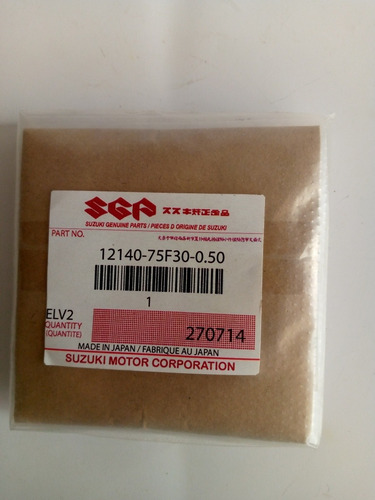 SGP スズキ純正部品
SUZUKI GENUINE PARTS / PIECES D ORIGINE DE SUZUKI
PART NO.
12140-75F30-0.50
1
ELV2
QUANTITY
(QUANTITE)
270714
MADE IN JAPAN / FABRIQUE AU JAPAN
SUZUKI MOTOR CORPORATION